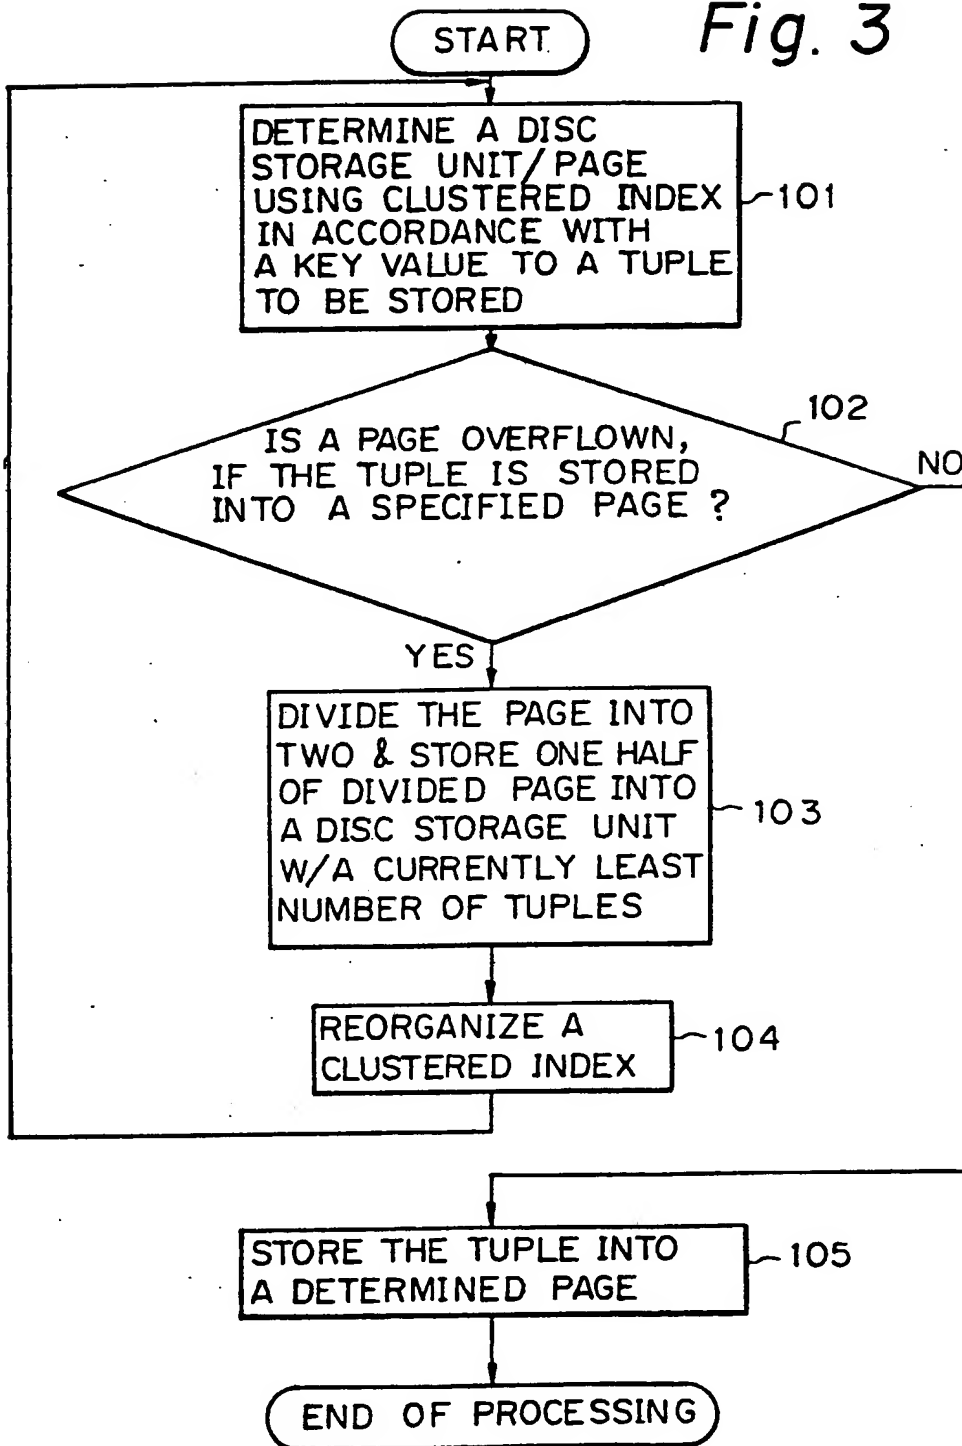 START
Fig. 3
DETERMINE A DISC
STORAGE UNIT/PAGE
USING CLUSTERED INDEX
IN ACCORDANCE WITH
A KEY VALUE TO A TUPLE
TO BE STORED
101
102
IS A PAGE OVERFLOWN,
IF THE TUPLE IS STORED
INTO A SPECIFIED PAGE ?
NO
YES
DIVIDE THE PAGE INTO
TWO & STORE ONE HALF
OF DIVIDED PAGE INTO
A DISC STORAGE UNIT
W/A CURRENTLY LEAST
NUMBER OF TUPLES
103
REORGANIZE A
CLUSTERED INDEX
104
STORE THE TUPLE INTO
A DETERMINED PAGE
105
END OF PROCESSING